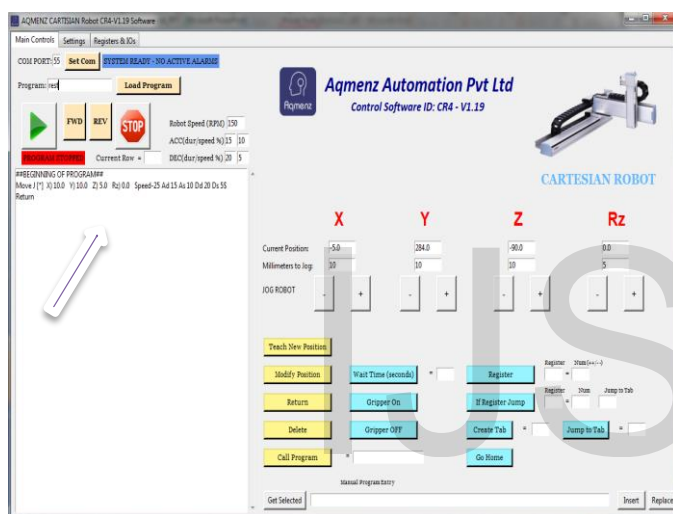 AQMENZ CARTISIAN Robot CR4-V1.19 Software
Main Controls Settings Registers & IOs
COM PORT: 55 Set Com SYSTEM READY - NO ACTIVE ALARMS
Program: rest Load Program
FWD REV STOP
Robot Speed (RPM) 150
ACC(dur/speed %) 15 10
PROGRAM STOPPED Current Row = DEC(dur/speed %) 20 5
##BEGINNING OF PROGRAM##
Move J [*] X) 10.0 Y) 10.0 Z) 5.0 Rz) 0.0 Speed-25 Ad 15 As 10 Dd 20 Ds 5$
Return
Aqmenz
Aqmenz Automation Pvt Ltd
Control Software ID: CR4 - V1.19
CARTESIAN ROBOT
X Y Z Rz
Current Position: -5.0 284.0 -90.0 0.0
Millimeters to Jog: 10 10 10 5
JOG ROBOT - + - + - + - +
Teach New Position
Register Num(++/--)
Modify Position Wait Time (seconds) = Register =
Register Num Jump to Tab
Return Gripper On If Register Jump =
Delete Gripper OFF Create Tab = Jump to Tab =
Call Program = Go Home
Manual Program Entry
Get Selected Insert Replace
IJS